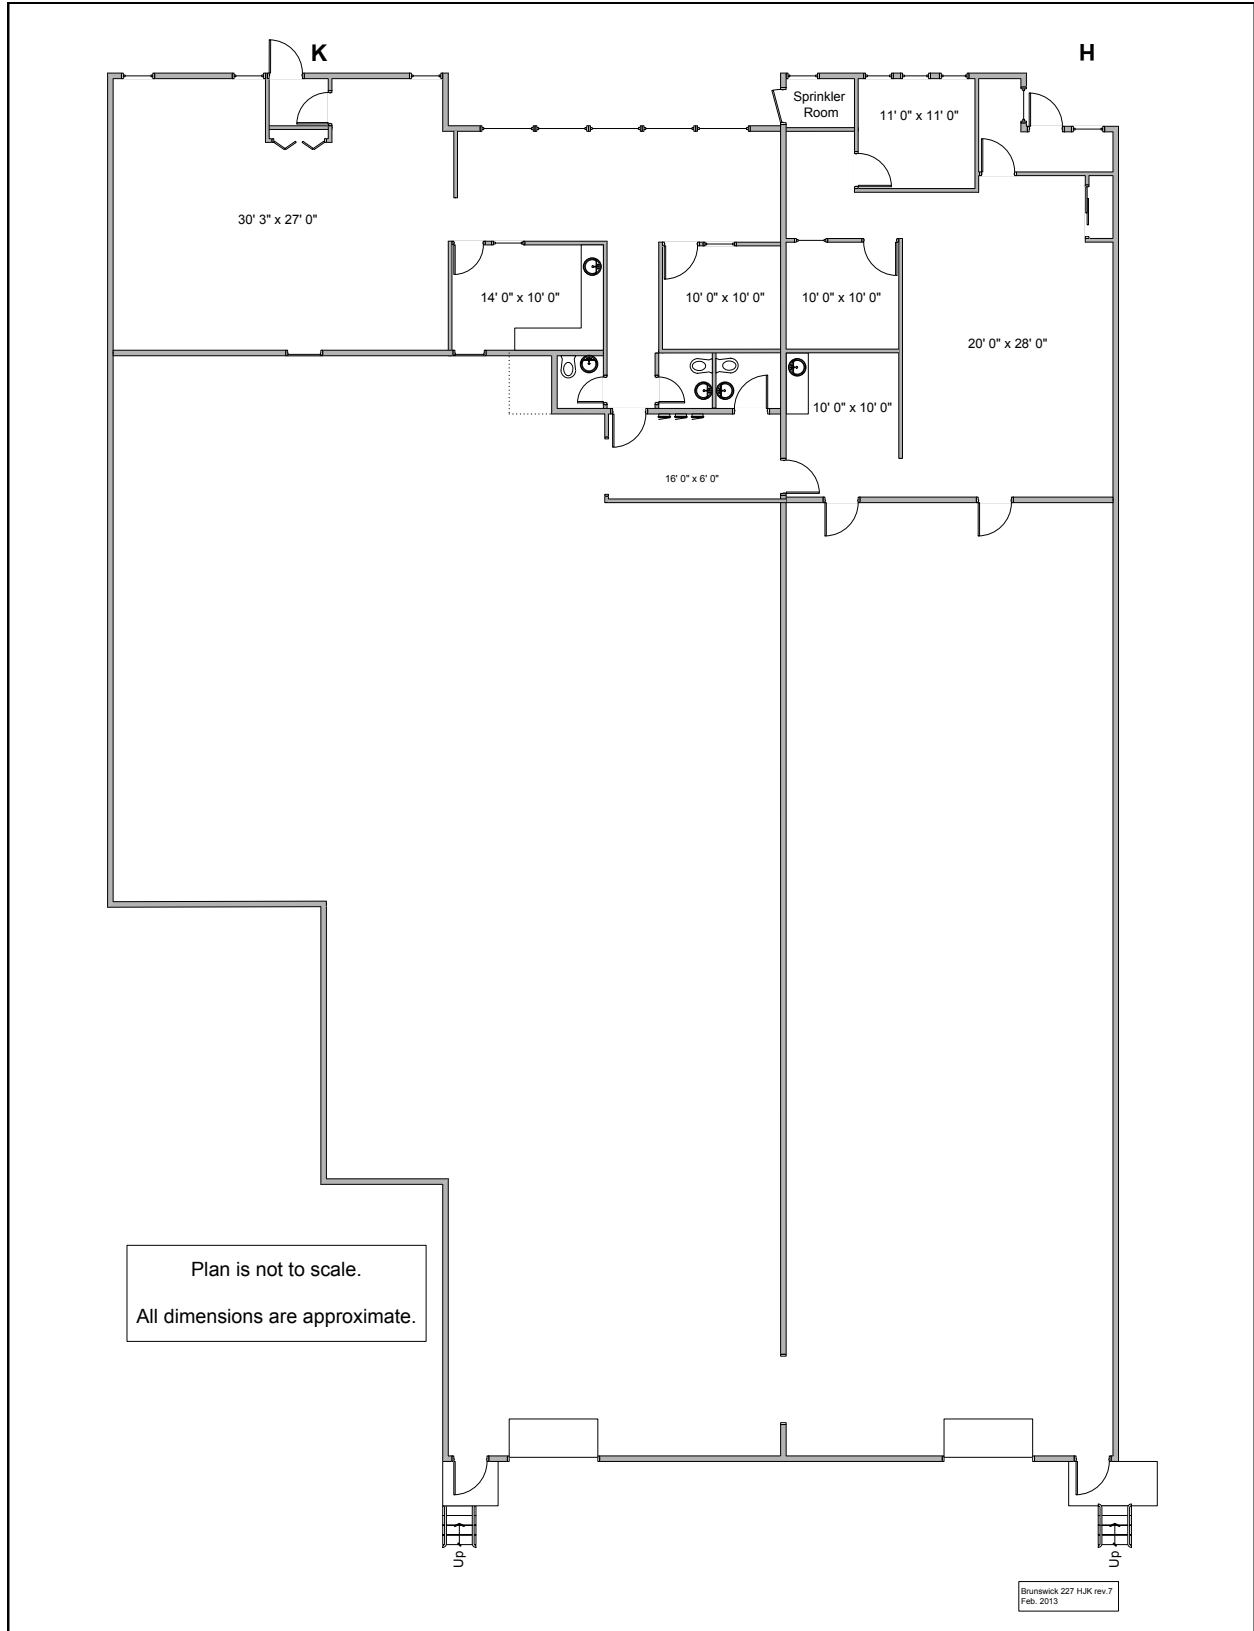 K
H
Sprinkler
Room
11' 0" x 11' 0"
30' 3" x 27' 0"
14' 0" x 10' 0"
10' 0" x 10' 0"
10' 0" x 10' 0"
20' 0" x 28' 0"
10' 0" x 10' 0"
16' 0" x 6' 0"
Plan is not to scale.
All dimensions are approximate.
Up
Up
Brunswick 227 HJK rev.7
Feb. 2013